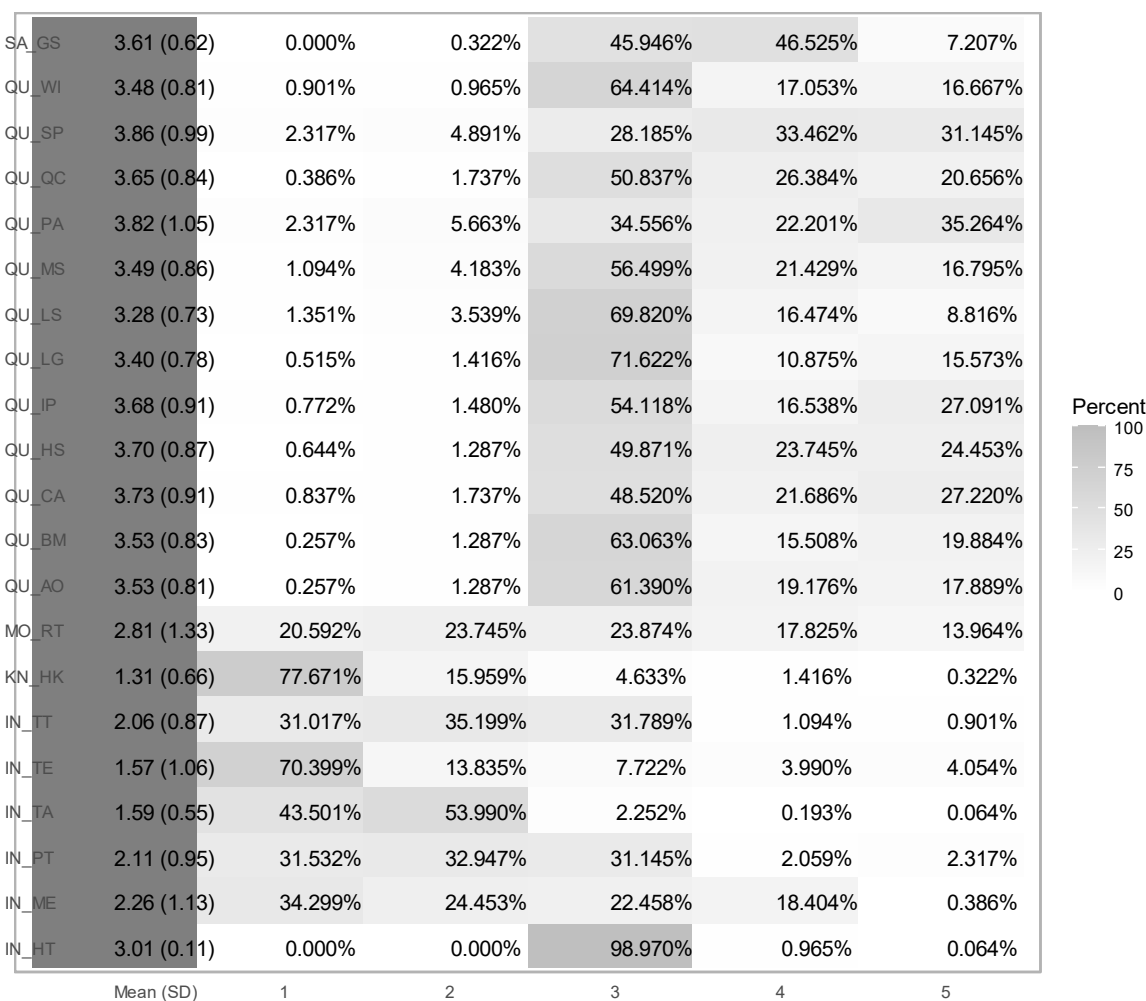 SA_GS 3.61 (0.62) 0.000% 0.322% 45.946% 46.525% 7.207%
QU_WI 3.48 (0.81) 0.901% 0.965% 64.414% 17.053% 16.667%
QU_SP 3.86 (0.99) 2.317% 4.891% 28.185% 33.462% 31.145%
QU_QC 3.65 (0.84) 0.386% 1.737% 50.837% 26.384% 20.656%
QU_PA 3.82 (1.05) 2.317% 5.663% 34.556% 22.201% 35.264%
QU_MS 3.49 (0.86) 1.094% 4.183% 56.499% 21.429% 16.795%
QU_LS 3.28 (0.73) 1.351% 3.539% 69.820% 16.474% 8.816%
QU_LG 3.40 (0.78) 0.515% 1.416% 71.622% 10.875% 15.573%
QU_IP 3.68 (0.91) 0.772% 1.480% 54.118% 16.538% 27.091%
QU_HS 3.70 (0.87) 0.644% 1.287% 49.871% 23.745% 24.453%
QU_CA 3.73 (0.91) 0.837% 1.737% 48.520% 21.686% 27.220%
QU_BM 3.53 (0.83) 0.257% 1.287% 63.063% 15.508% 19.884%
QU_AO 3.53 (0.81) 0.257% 1.287% 61.390% 19.176% 17.889%
MO_RT 2.81 (1.33) 20.592% 23.745% 23.874% 17.825% 13.964%
KN_HK 1.31 (0.66) 77.671% 15.959% 4.633% 1.416% 0.322%
IN_TT 2.06 (0.87) 31.017% 35.199% 31.789% 1.094% 0.901%
IN_TE 1.57 (1.06) 70.399% 13.835% 7.722% 3.990% 4.054%
IN_TA 1.59 (0.55) 43.501% 53.990% 2.252% 0.193% 0.064%
IN_PT 2.11 (0.95) 31.532% 32.947% 31.145% 2.059% 2.317%
IN_ME 2.26 (1.13) 34.299% 24.453% 22.458% 18.404% 0.386%
IN_HT 3.01 (0.11) 0.000% 0.000% 98.970% 0.965% 0.064%
Mean (SD) 1 2 3 4 5
Percent
100
75
50
25
0